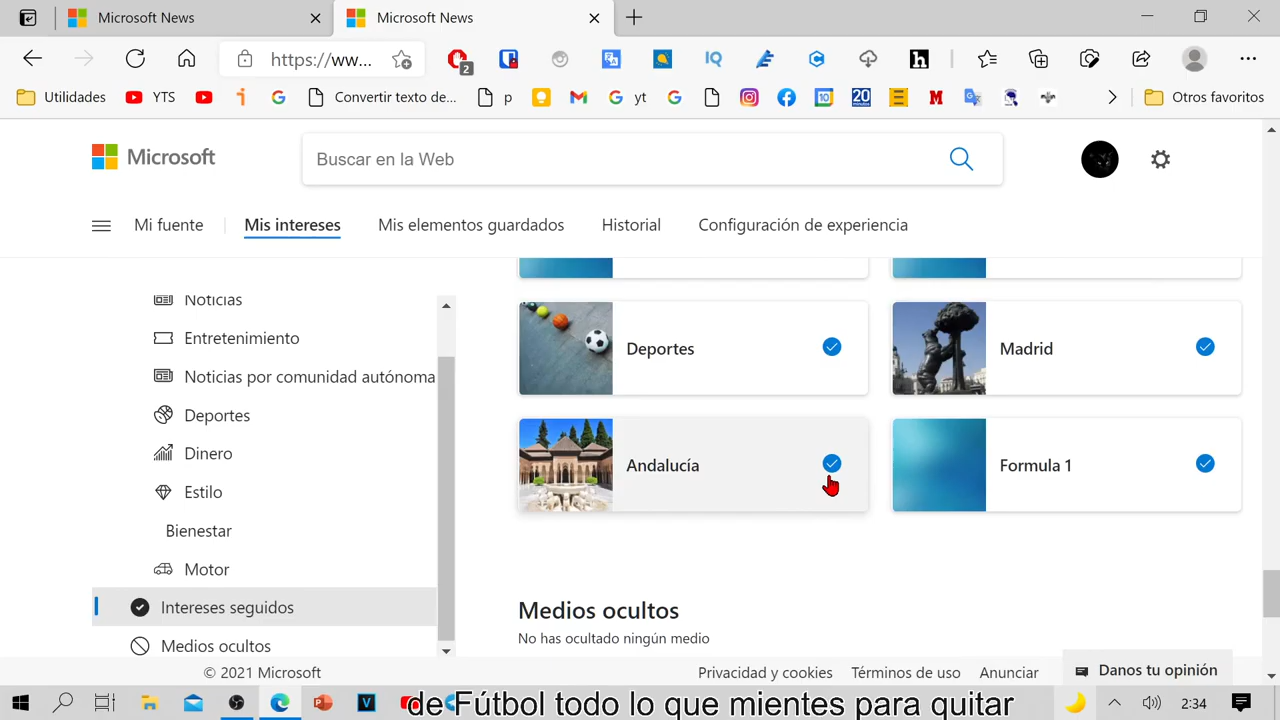 Microsoft News
Microsoft News
https://ww...
2
Utilidades
YTS
Convertir texto de...
p
yt
Otros favoritos
Microsoft
Buscar en la Web
Mi fuente
Mis intereses
Mis elementos guardados
Historial
Configuración de experiencia
Noticias
Entretenimiento
Noticias por comunidad autónoma
Deportes
Dinero
Estilo
Bienestar
Motor
Intereses seguidos
Medios ocultos
Deportes
Madrid
Andalucía
Formula 1
Medios ocultos
No has ocultado ningún medio
© 2021 Microsoft
Privacidad y cookies
Términos de uso
Anunciar
Danos tu opinión
de Fútbol todo lo que mientes para quitar
2:34